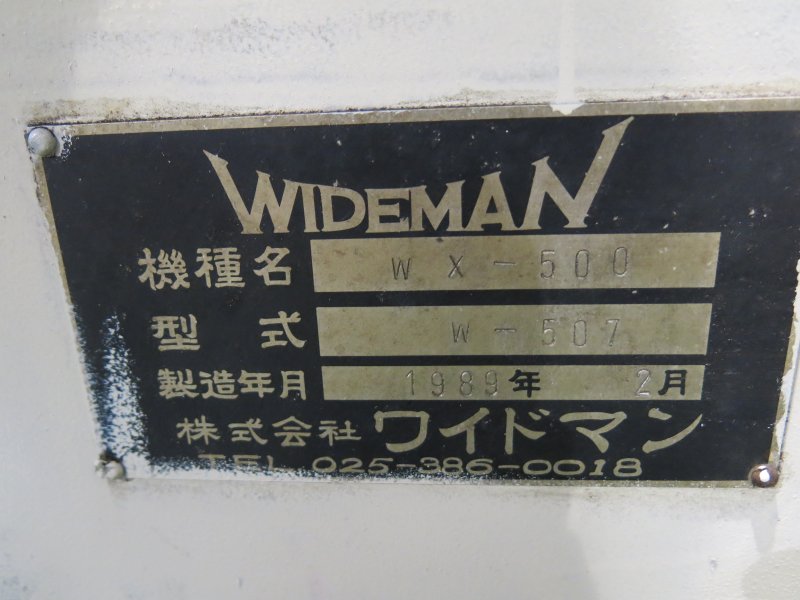 WIDEMAN
機種名 WX-500
型式 W-507
製造年月 1989年 2月
株式会社 ワイドマン
TEL 025-386-0018